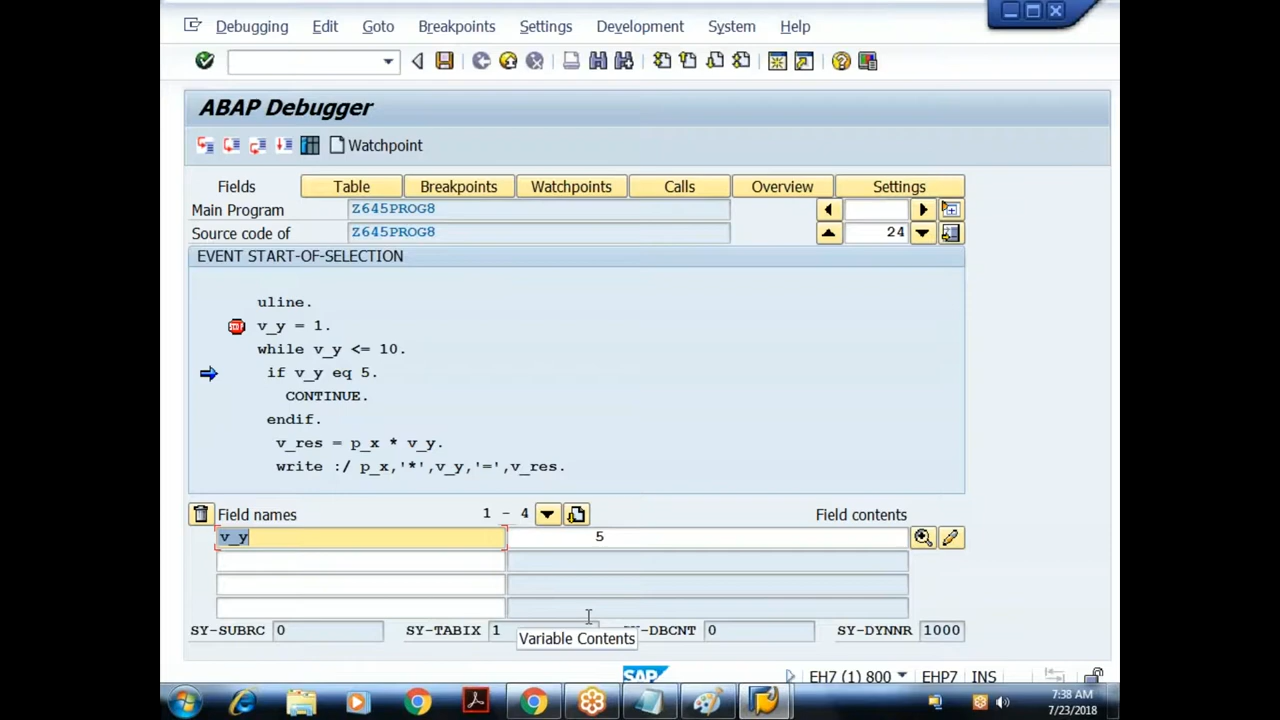 Debugging Edit Goto Breakpoints Settings Development System Help
ABAP Debugger
Watchpoint
Fields Table Breakpoints Watchpoints Calls Overview Settings
Main Program Z645PROG8
Source code of Z645PROG8 24
EVENT START-OF-SELECTION
uline.
STOP v_y = 1.
while v_y <= 10.
if v_y eq 5.
CONTINUE.
endif.
v_res = p_x * v_y.
write :/ p_x,'*',v_y,'=',v_res.
Field names 1 - 4 Field contents
v_y 5
SY-SUBRC 0 SY-TABIX 1 -DBCNT 0 SY-DYNNR 1000
Variable Contents
SAP EH7 (1) 800 EHP7 INS
7:38 AM
7/23/2018